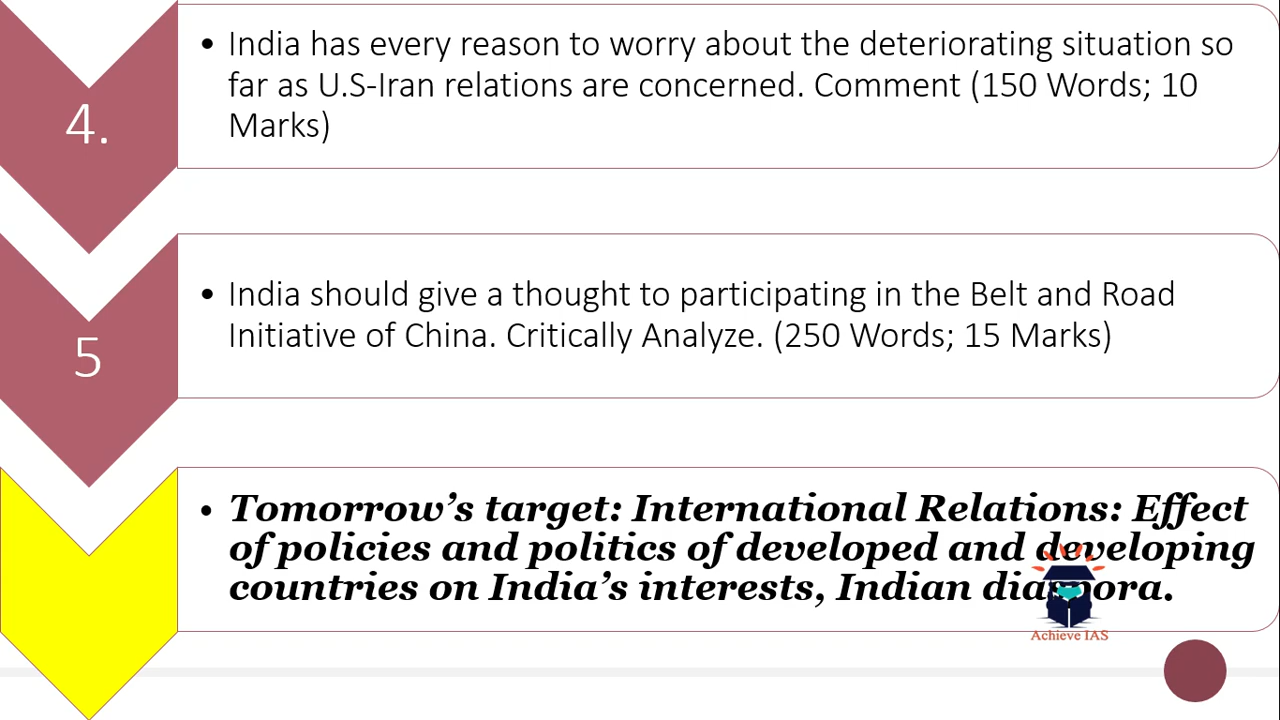 4.
• India has every reason to worry about the deteriorating situation so
far as U.S-Iran relations are concerned. Comment (150 Words; 10
Marks)
5
• India should give a thought to participating in the Belt and Road
Initiative of China. Critically Analyze. (250 Words; 15 Marks)
• Tomorrow’s target: International Relations: Effect
of policies and politics of developed and developing
countries on India’s interests, Indian diaspora.
Achieve IAS